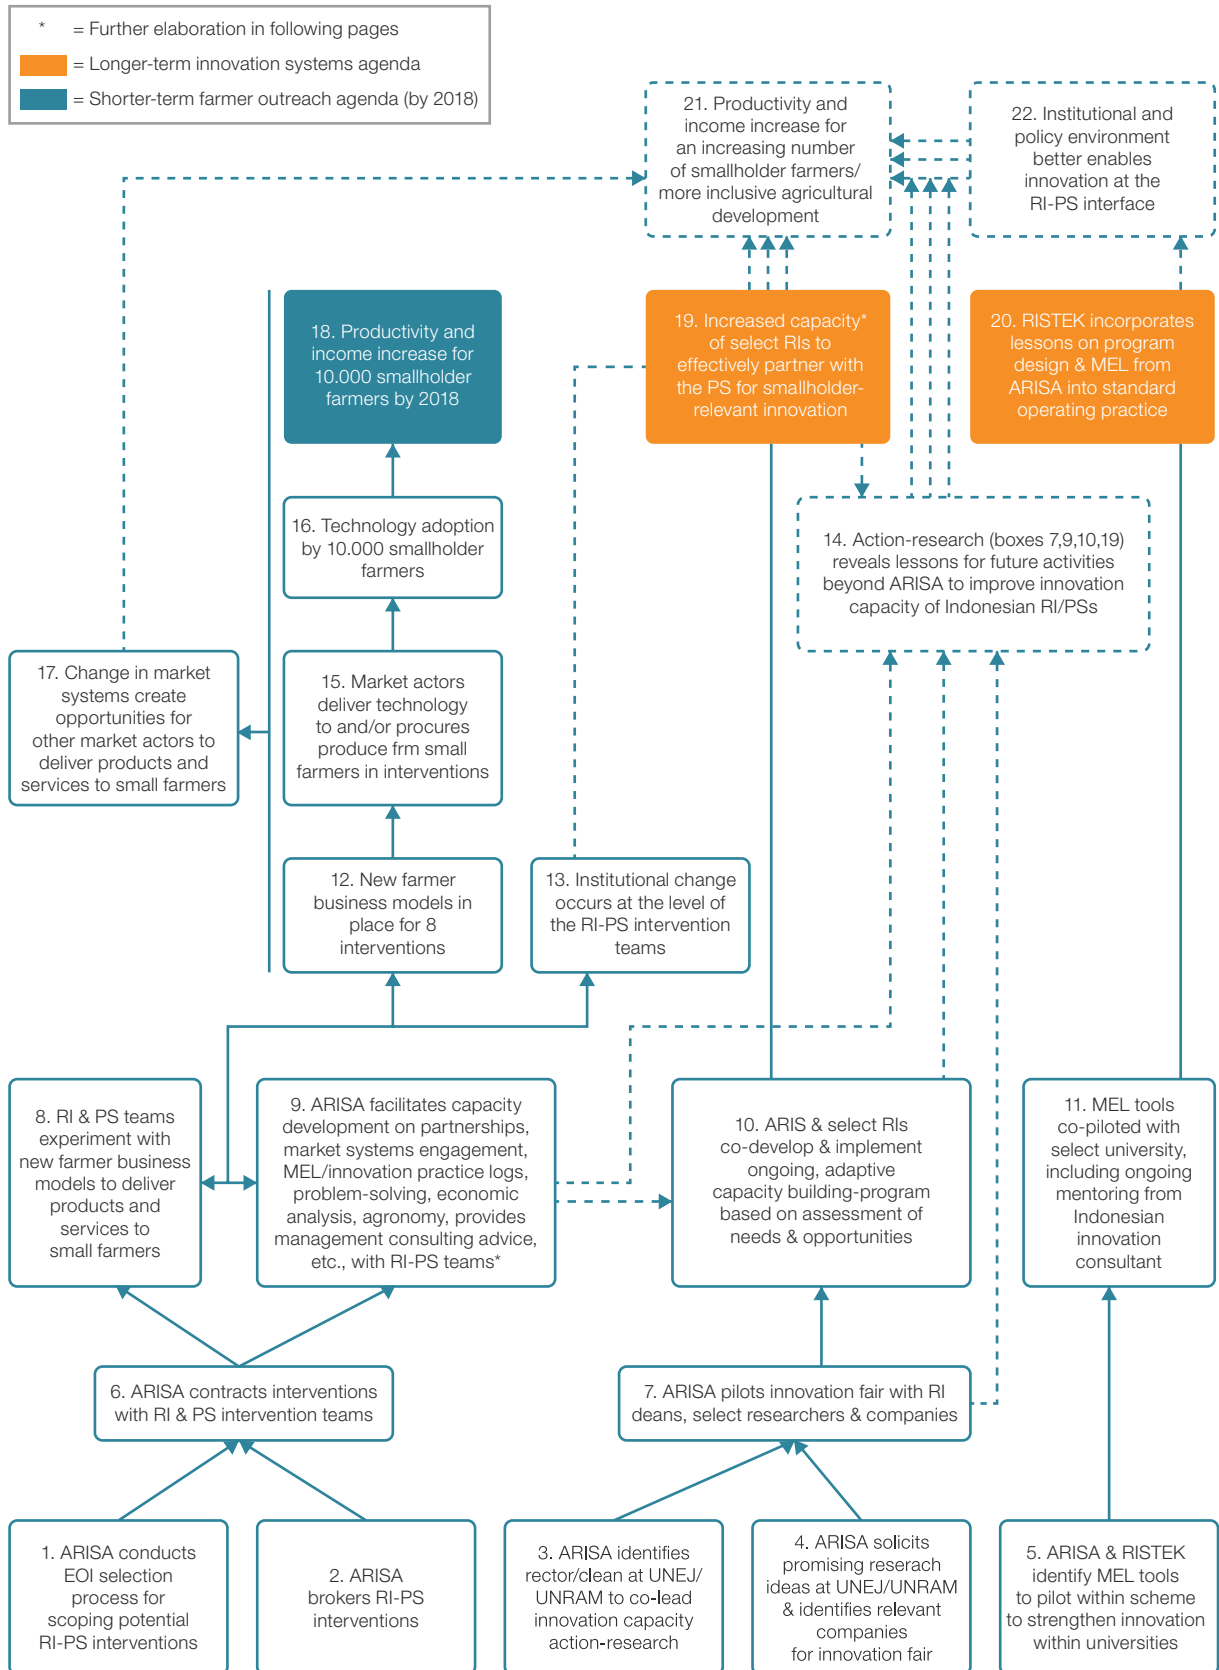 * = Further elaboration in following pages
= Longer-term innovation systems agenda
= Shorter-term farmer outreach agenda (by 2018)
21. Productivity and
income increase for
an increasing number
of smallholder farmers/
more inclusive agricultural
development
22. Institutional and
policy environment
better enables
innovation at the
RI-PS interface
18. Productivity and
income increase for
10.000 smallholder
farmers by 2018
19. Increased capacity*
of select RIs to
effectively partner with
the PS for smallholder-
relevant innovation
20. RISTEK incorporates
lessons on program
design & MEL from
ARISA into standard
operating practice
16. Technology adoption
by 10.000 smallholder
farmers
14. Action-research (boxes 7,9,10,19)
reveals lessons for future activities
beyond ARISA to improve innovation
capacity of Indonesian RI/PSs
17. Change in market
systems create
opportunities for
other market actors to
deliver products and
services to small farmers
15. Market actors
deliver technology
to and/or procures
produce frm small
farmers in interventions
12. New farmer
business models in
place for 8
interventions
13. Institutional change
occurs at the level of
the RI-PS intervention
teams
8. RI & PS teams
experiment with
new farmer business
models to deliver
products and
services to
small farmers
9. ARISA facilitates capacity
development on partnerships,
market systems engagement,
MEL/innovation practice logs,
problem-solving, economic
analysis, agronomy, provides
management consulting advice,
etc., with RI-PS teams*
10. ARIS & select RIs
co-develop & implement
ongoing, adaptive
capacity building-program
based on assessment of
needs & opportunities
11. MEL tools
co-piloted with
select university,
including ongoing
mentoring from
Indonesian
innovation
consultant
6. ARISA contracts interventions
with RI & PS intervention teams
7. ARISA pilots innovation fair with RI
deans, select researchers & companies
1. ARISA conducts
EOI selection
process for
scoping potential
RI-PS interventions
2. ARISA
brokers RI-PS
interventions
3. ARISA identifies
rector/clean at UNEJ/
UNRAM to co-lead
innovation capacity
action-research
4. ARISA solicits
promising reserach
ideas at UNEJ/UNRAM
& identifies relevant
companies
for innovation fair
5. ARISA & RISTEK
identify MEL tools
to pilot within scheme
to strengthen innovation
within universities